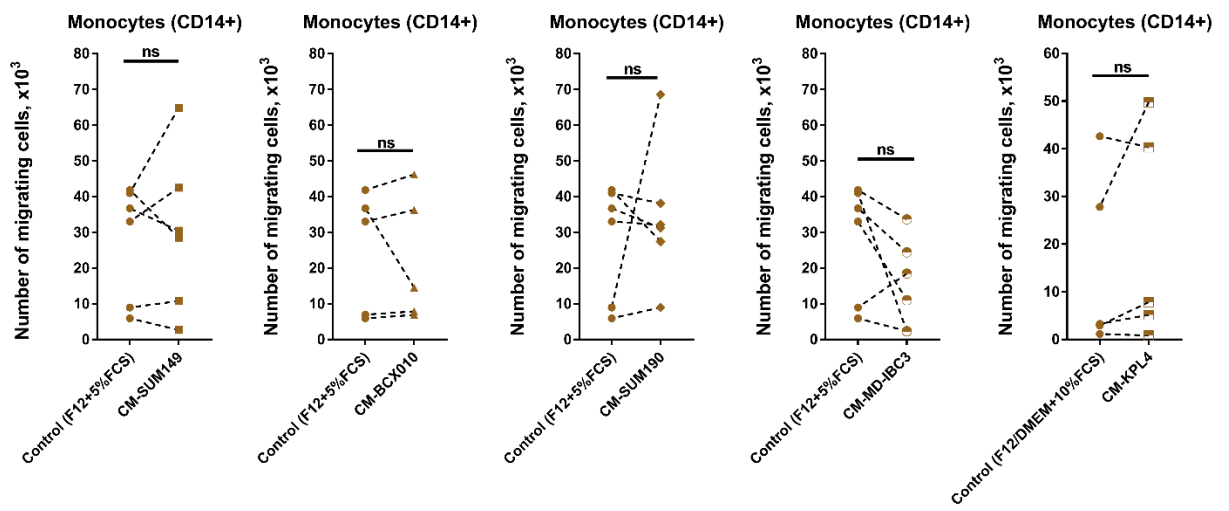 Monocytes (CD14+)
Number of migrating cells, x10³
80
70
60
50
40
30
20
10
0
ns
Control (F12+5%FCS)
CM-SUM149
Monocytes (CD14+)
Number of migrating cells, x10³
80
70
60
50
40
30
20
10
0
ns
Control (F12+5%FCS)
CM-BCX010
Monocytes (CD14+)
Number of migrating cells, x10³
80
70
60
50
40
30
20
10
0
ns
Control (F12+5%FCS)
CM-SUM190
Monocytes (CD14+)
Number of migrating cells, x10³
80
70
60
50
40
30
20
10
0
ns
Control (F12+5%FCS)
CM-MD-IBC3
Monocytes (CD14+)
Number of migrating cells, x10³
60
50
40
30
20
10
0
ns
Control (F12/DMEM+10%FCS)
CM-KPL4